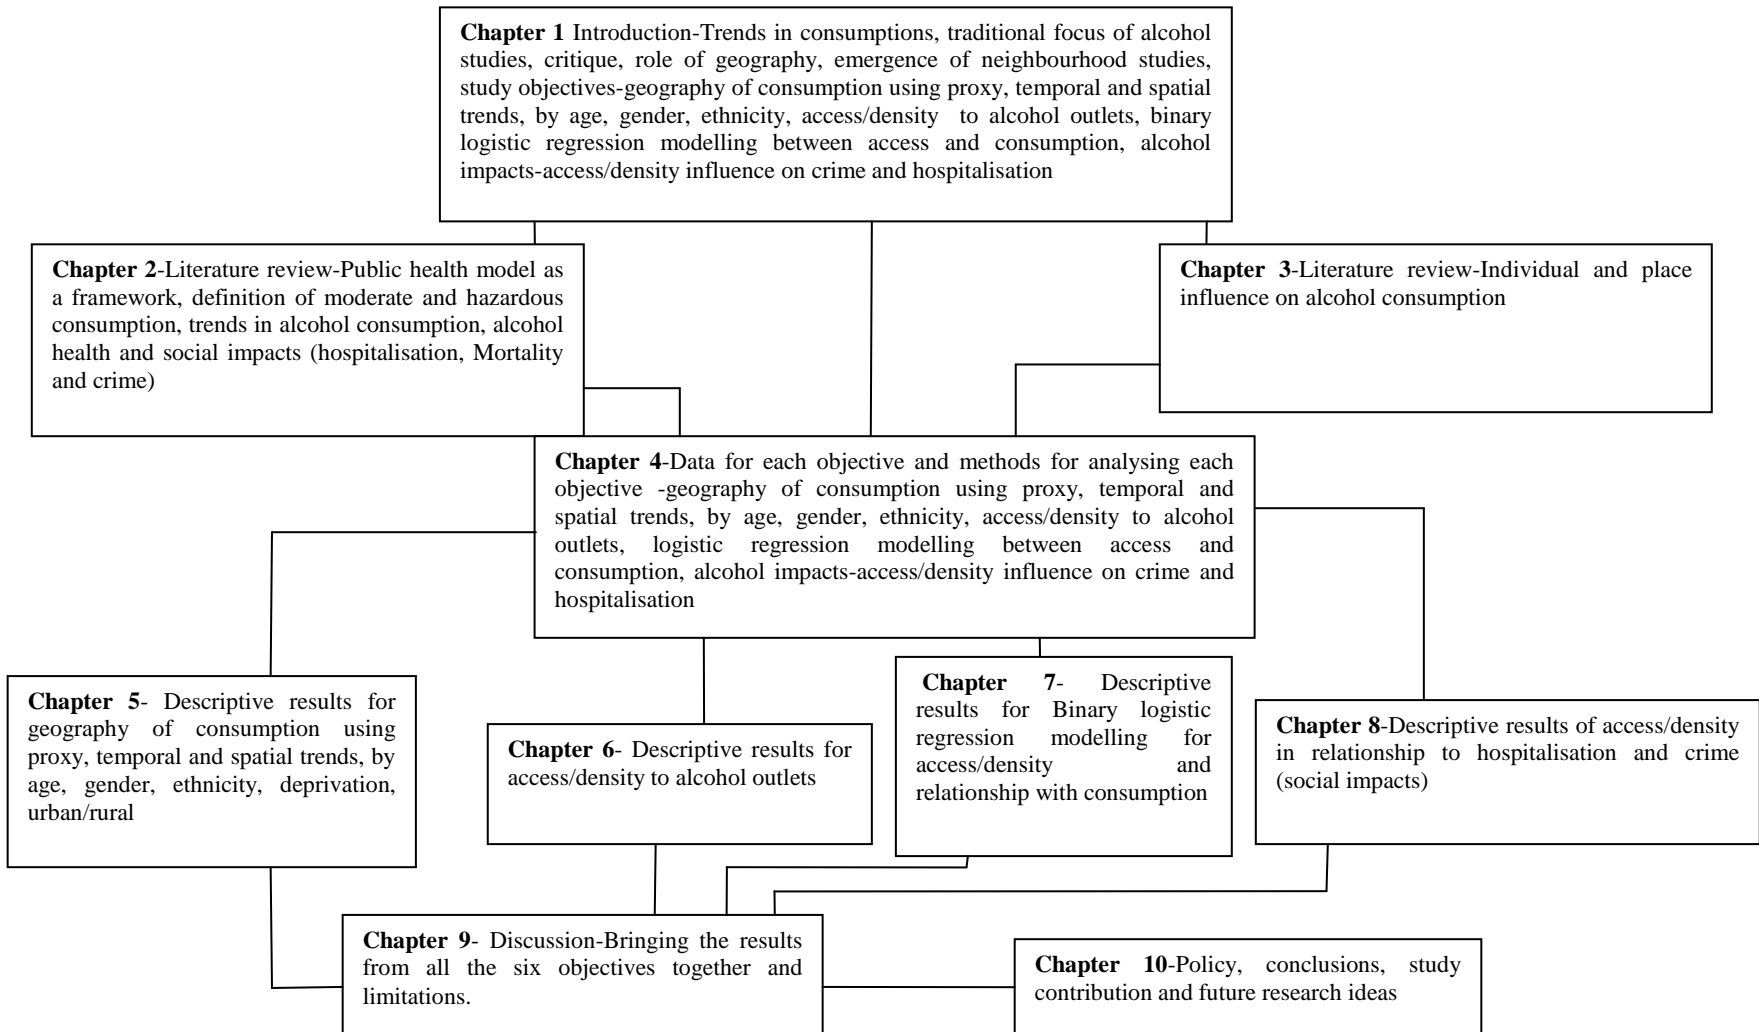 Chapter 1 Introduction-Trends in consumptions, traditional focus of alcohol
studies, critique, role of geography, emergence of neighbourhood studies,
study objectives-geography of consumption using proxy, temporal and spatial
trends, by age, gender, ethnicity, access/density to alcohol outlets, binary
logistic regression modelling between access and consumption, alcohol
impacts-access/density influence on crime and hospitalisation
Chapter 2-Literature review-Public health model as
a framework, definition of moderate and hazardous
consumption, trends in alcohol consumption, alcohol
health and social impacts (hospitalisation, Mortality
and crime)
Chapter 3-Literature review-Individual and place
influence on alcohol consumption
Chapter 4-Data for each objective and methods for analysing each
objective -geography of consumption using proxy, temporal and
spatial trends, by age, gender, ethnicity, access/density to alcohol
outlets, logistic regression modelling between access and
consumption, alcohol impacts-access/density influence on crime and
hospitalisation
Chapter 5- Descriptive results for
geography of consumption using
proxy, temporal and spatial trends, by
age, gender, ethnicity, deprivation,
urban/rural
Chapter 6- Descriptive results for
access/density to alcohol outlets
Chapter 7- Descriptive
results for Binary logistic
regression modelling for
access/density and
relationship with consumption
Chapter 8-Descriptive results of access/density
in relationship to hospitalisation and crime
(social impacts)
Chapter 9- Discussion-Bringing the results
from all the six objectives together and
limitations.
Chapter 10-Policy, conclusions, study
contribution and future research ideas